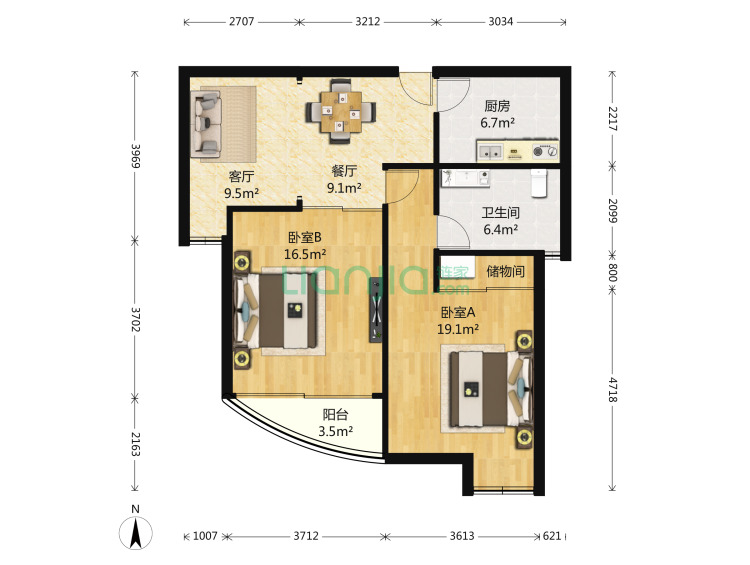 2707 3212 3034
厨房
6.7m²
2217
3969
客厅
9.5m²
餐厅
9.1m²
卫生间
6.4m²
2099
卧室B
16.5m²
LIANJIA 链家
.com
储物间
800
卧室A
19.1m²
3702
4718
阳台
3.5m²
2163
N
1007 3712 3613 621